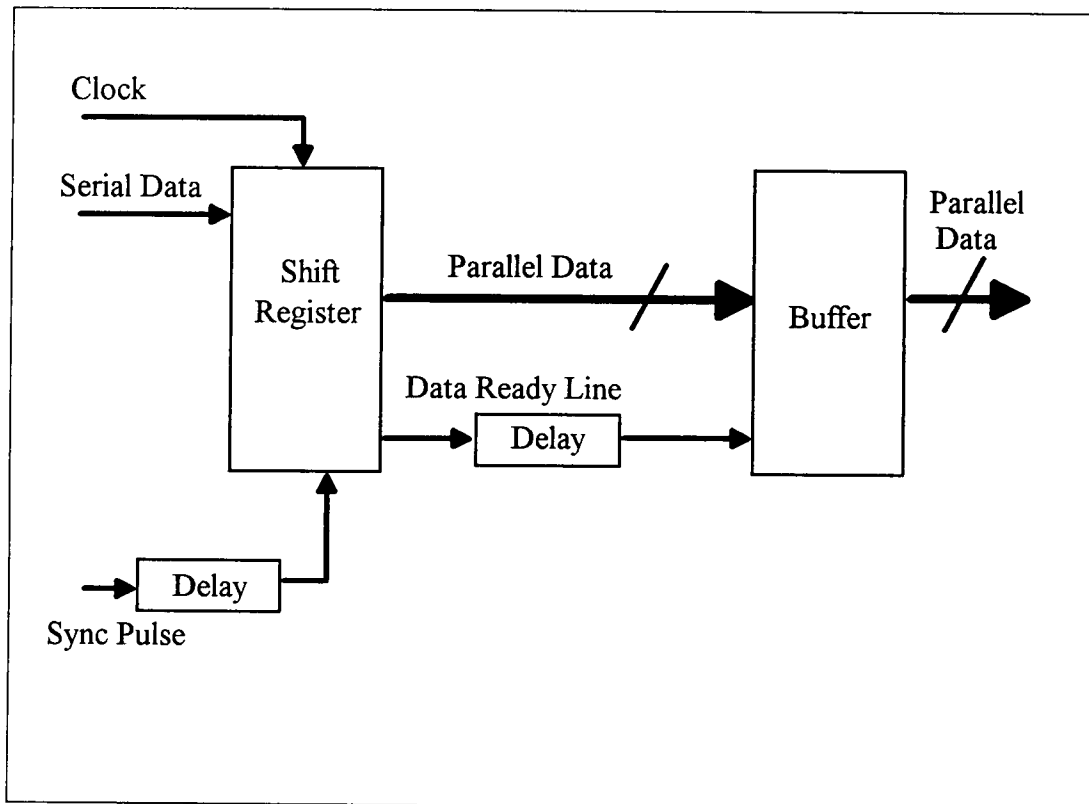 Clock
Serial Data
Shift
Register
Parallel Data
Buffer
Parallel
Data
Data Ready Line
Delay
Delay
Sync Pulse